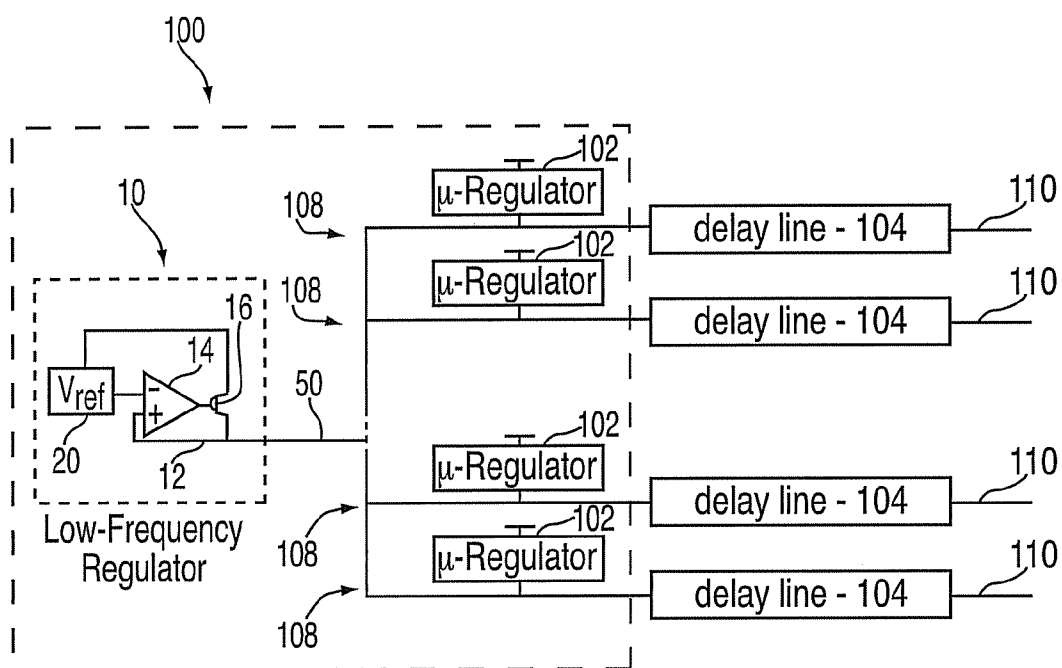 100
102
μ-Regulator
10
108
110
delay line - 104
102
μ-Regulator
108
110
delay line - 104
16
14
Vref
-
+
50
20
12
102
μ-Regulator
110
delay line - 104
Low-Frequency
Regulator
108
102
μ-Regulator
110
delay line - 104
108